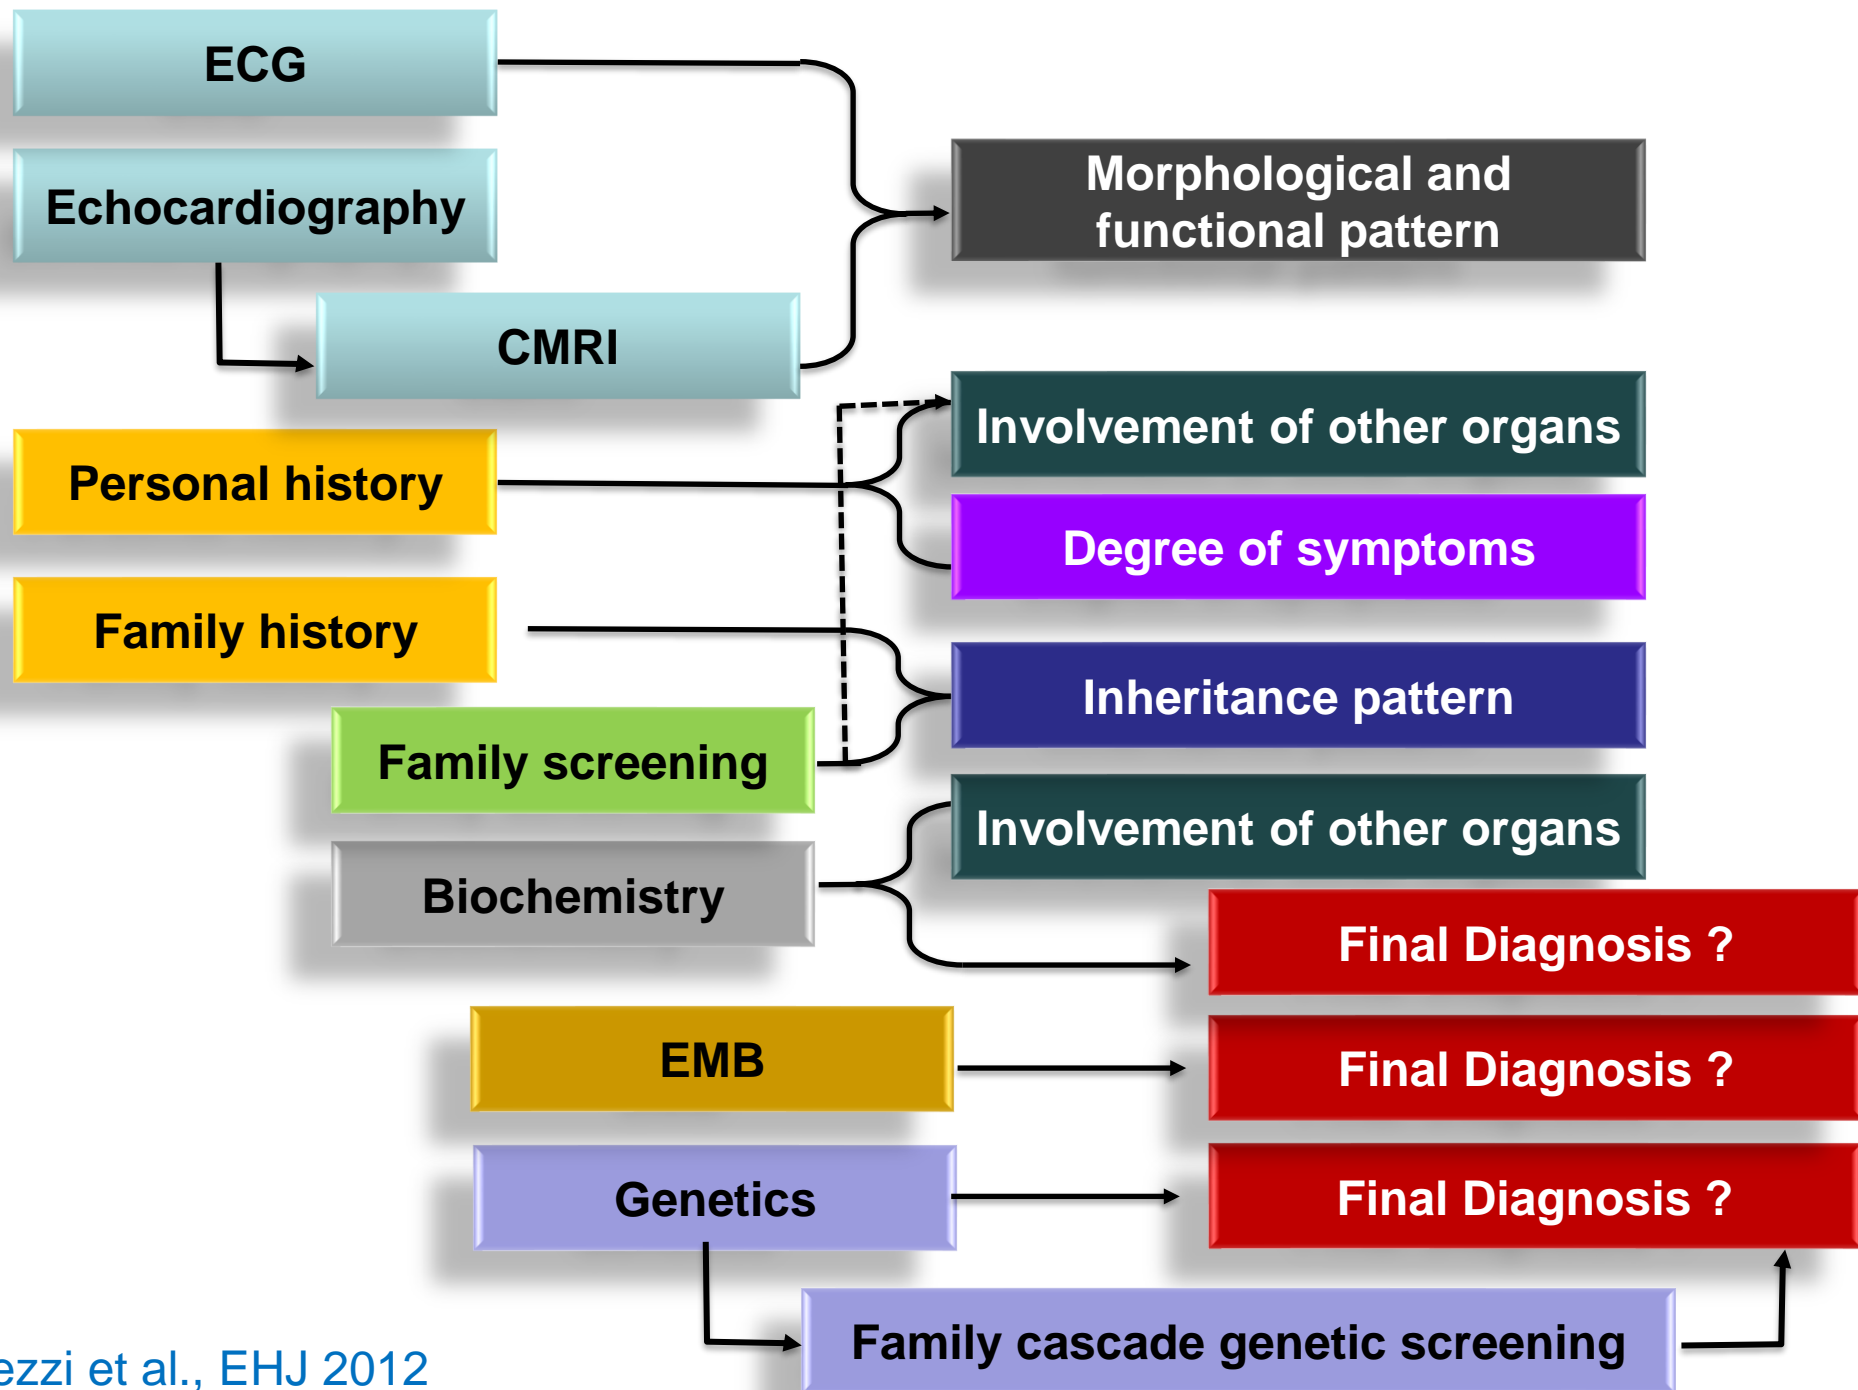 ECG
Echocardiography
CMRI
Morphological and
functional pattern
Personal history
Involvement of other organs
Degree of symptoms
Family history
Inheritance pattern
Family screening
Involvement of other organs
Biochemistry
Final Diagnosis ?
EMB
Final Diagnosis ?
Genetics
Final Diagnosis ?
Family cascade genetic screening
ezzi et al., EHJ 2012